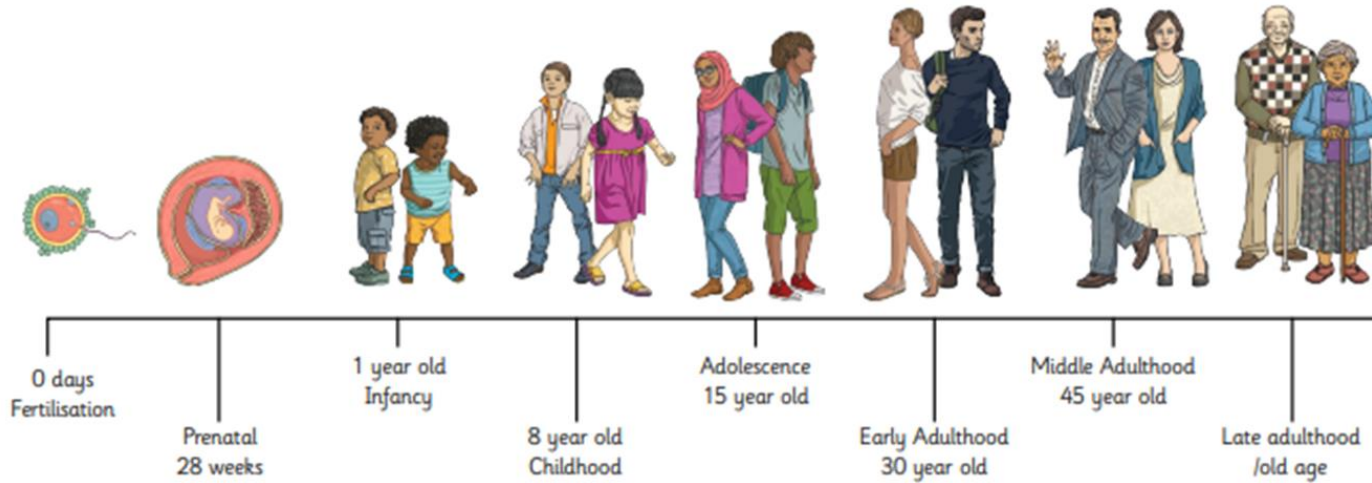 0 days
Fertilisation
Prenatal
28 weeks
1 year old
Infancy
8 year old
Childhood
Adolescence
15 year old
Early Adulthood
30 year old
Middle Adulthood
45 year old
Late adulthood
/old age